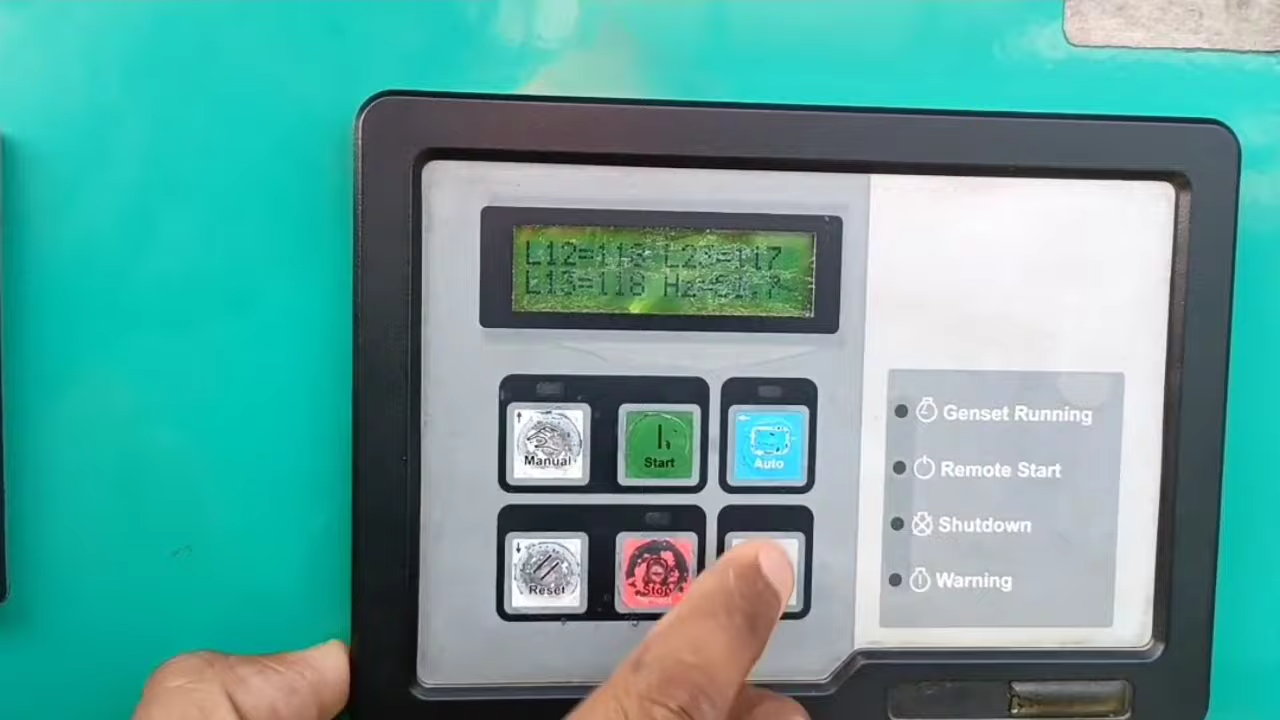 L12=118 L23=117
L13=118 Hz
Manual
Start
Auto
Reset
Stop
Genset Running
Remote Start
Shutdown
Warning